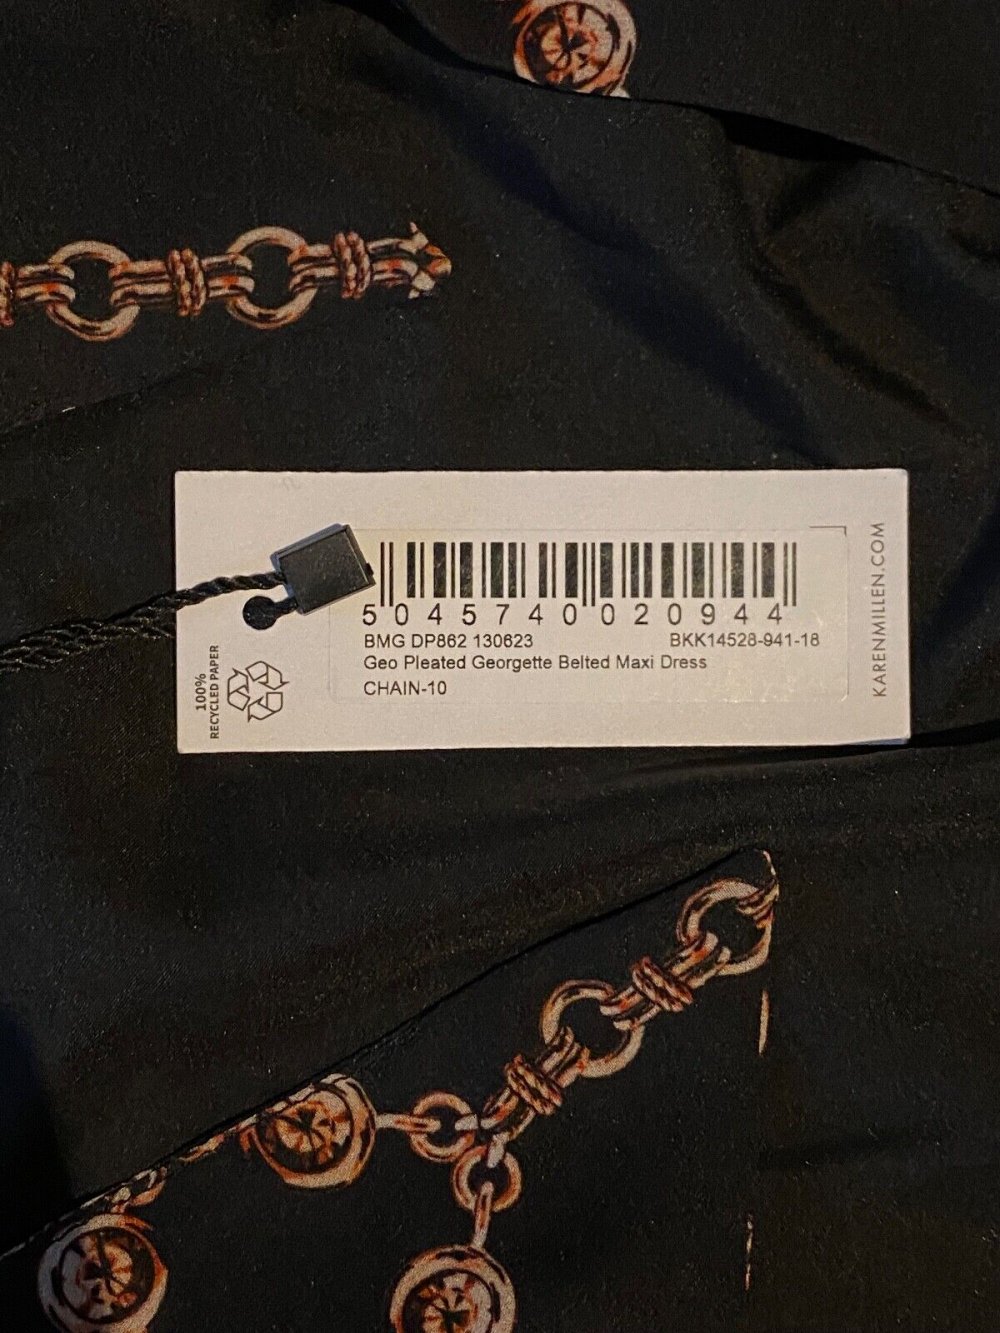 5045740020944
BMG DP862 130623 BKK14528-941-18
Geo Pleated Georgette Belted Maxi Dress
CHAIN-10
100%
RECYCLED PAPER
KARENMILLEN.COM